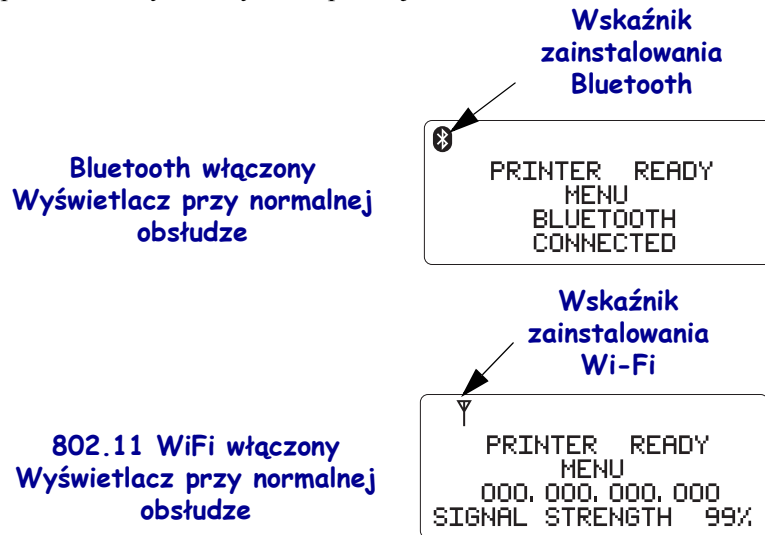 Wskaźnik
zainstalowania
Bluetooth
Bluetooth włączony
Wyświetlacz przy normalnej
obsłudze
PRINTER READY
MENU
BLUETOOTH
CONNECTED
Wskaźnik
zainstalowania
Wi-Fi
802.11 WiFi włączony
Wyświetlacz przy normalnej
obsłudze
PRINTER READY
MENU
000. 000. 000. 000
SIGNAL STRENGTH 99%